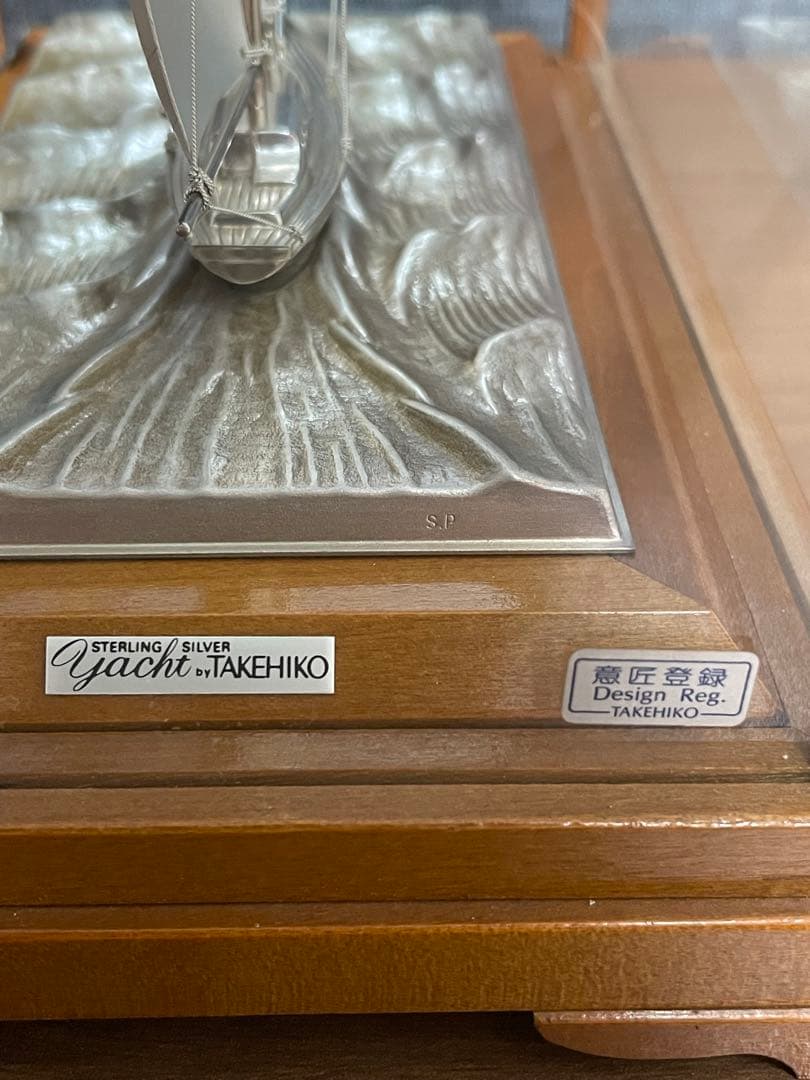 S.P
STERLING SILVER
Yacht by TAKEHIKO
意匠登録
Design Reg.
TAKEHIKO